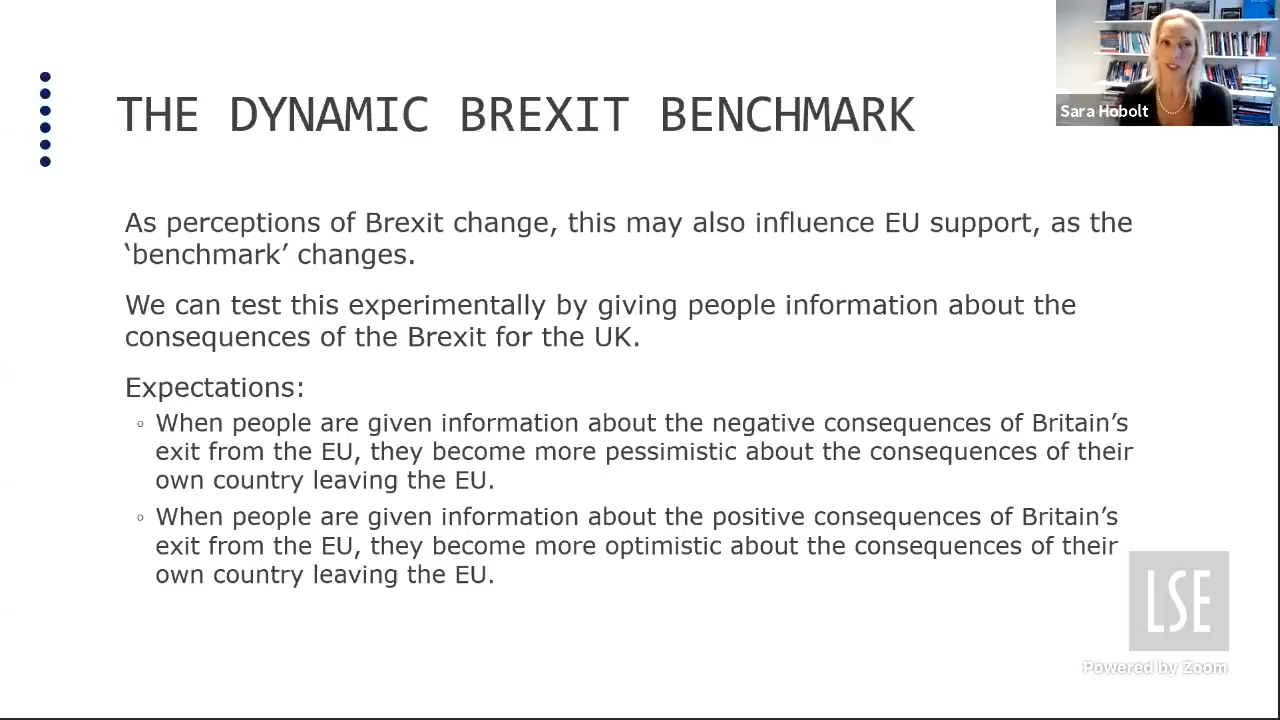 Sara Hobolt
THE DYNAMIC BREXIT BENCHMARK
As perceptions of Brexit change, this may also influence EU support, as the
‘benchmark’ changes.
We can test this experimentally by giving people information about the
consequences of the Brexit for the UK.
Expectations:
◦ When people are given information about the negative consequences of Britain’s
exit from the EU, they become more pessimistic about the consequences of their
own country leaving the EU.
◦ When people are given information about the positive consequences of Britain’s
exit from the EU, they become more optimistic about the consequences of their
own country leaving the EU.
LSE
Powered by Zoom